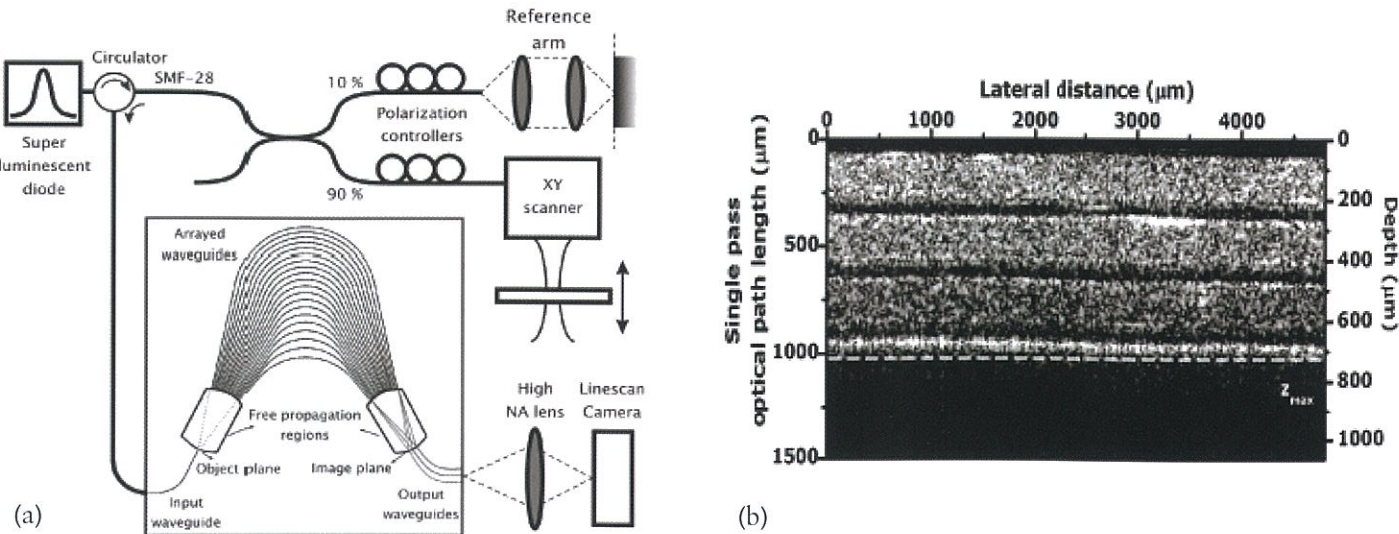 Reference
arm
Circulator
SMF-28
10 %
Polarization
controllers
Super
luminescent
diode
90 %
XY
scanner
Arrayed
waveguides
Free propagation
regions
Object plane
Image plane
Input
waveguide
Output
waveguides
High
NA lens
Linescan
Camera
(a)
Lateral distance (μm)
0 1000 2000 3000 4000
Single pass
optical path length (μm)
0
500
1000
1500
0
200
400
600
800
1000
Depth (μm)
Zmax
(b)